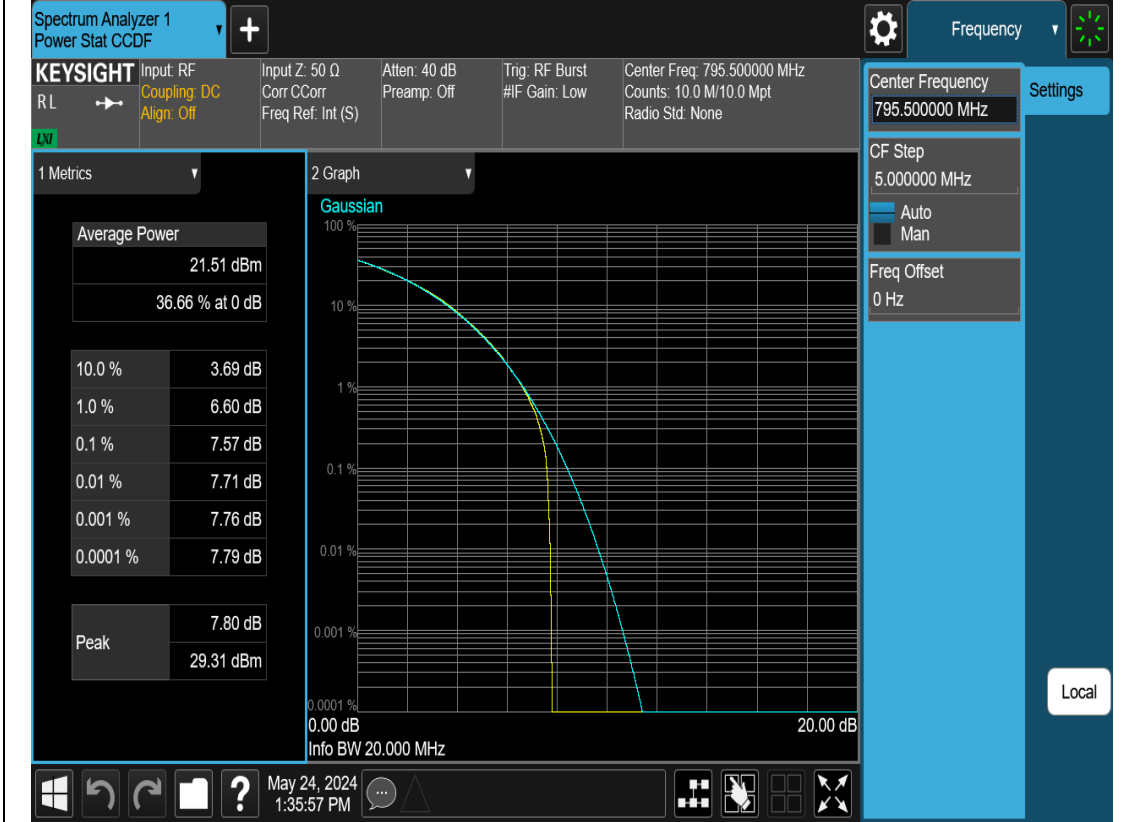 Spectrum Analyzer 1
Power Stat CCDF
Frequency
KEYSIGHT
R L
LXI
Input: RF
Coupling: DC
Align: Off
Input Z: 50 Ω
Corr CCorr
Freq Ref: Int (S)
Atten: 40 dB
Preamp: Off
Trig: RF Burst
#IF Gain: Low
Center Freq: 795.500000 MHz
Counts: 10.0 M/10.0 Mpt
Radio Std: None
Center Frequency
795.500000 MHz
Settings
CF Step
5.000000 MHz
Auto
Man
Freq Offset
0 Hz
1 Metrics
Average Power
21.51 dBm
36.66 % at 0 dB
10.0 % 3.69 dB
1.0 % 6.60 dB
0.1 % 7.57 dB
0.01 % 7.71 dB
0.001 % 7.76 dB
0.0001 % 7.79 dB
Peak
7.80 dB
29.31 dBm
2 Graph
Gaussian
100 %
10 %
1 %
0.1 %
0.01 %
0.001 %
0.0001 %
0.00 dB
20.00 dB
Info BW 20.000 MHz
Local
?
May 24, 2024
1:35:57 PM